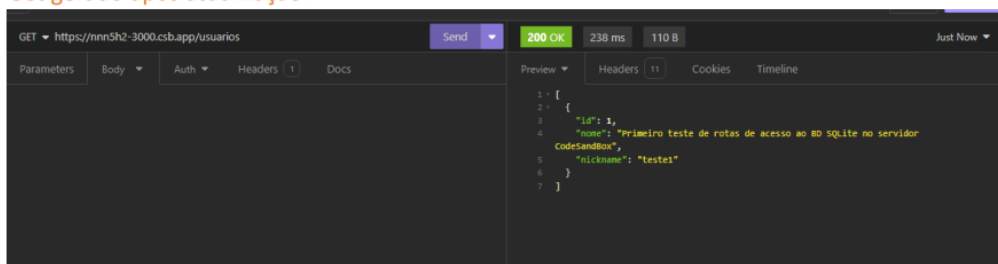 GET https://nnn5h2-3000.csb.app/usuarios Send 200 OK 238 ms 110 B Just Now
Parameters Body Auth Headers 1 Docs Preview Headers 11 Cookies Timeline
1 [
2 {
3 "id": 1,
4 "nome": "Primeiro teste de rotas de acesso ao BD SQLite no servidor
CodeSandBox",
5 "nickname": "teste1"
6 }
7 ]